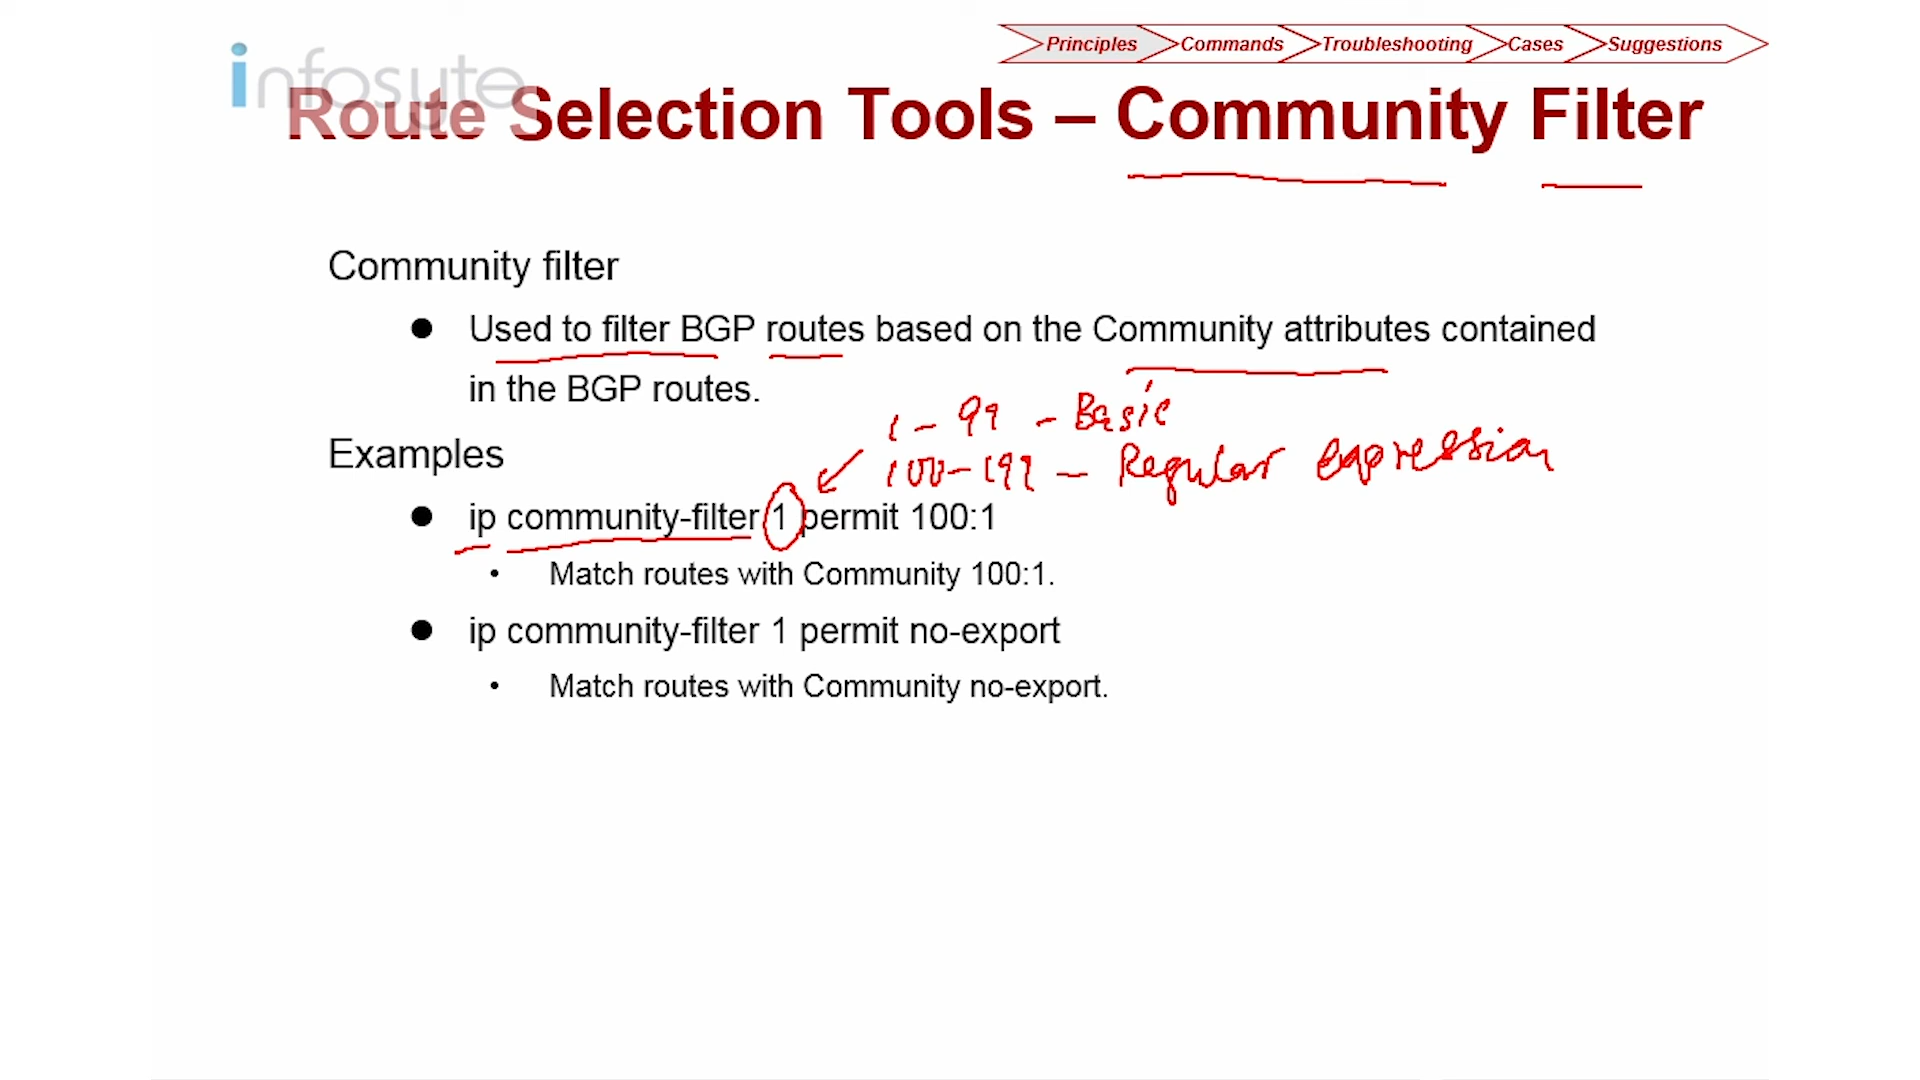 Principles Commands Troubleshooting Cases Suggestions
infosyte
Route Selection Tools – Community Filter
Community filter
● Used to filter BGP routes based on the Community attributes contained
in the BGP routes.
1 - 99 - Basic
Examples
100-199 - Regular expression
● ip community-filter 1 permit 100:1
• Match routes with Community 100:1.
● ip community-filter 1 permit no-export
• Match routes with Community no-export.